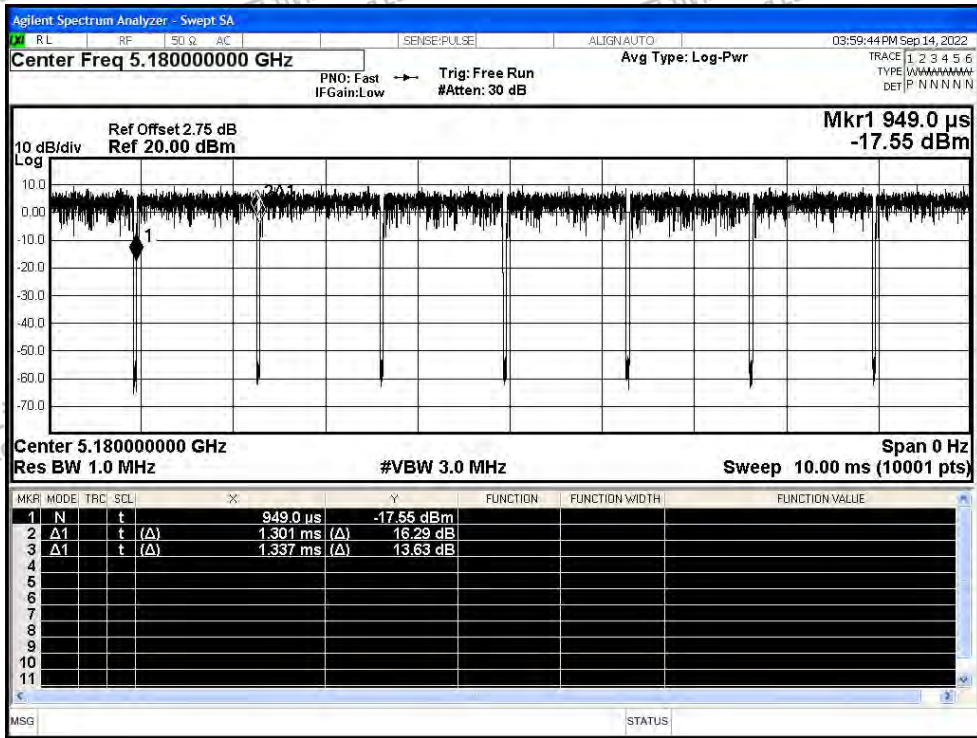 Agilent Spectrum Analyzer - Swept SA
RL RF 50 Ω AC SENSE:PULSE ALIGN AUTO 03:59:44 PM Sep 14, 2022
Center Freq 5.180000000 GHz
PNO: Fast Trig: Free Run Avg Type: Log-Pwr TRACE 1 2 3 4 5 6
IFGain:Low #Atten: 30 dB TYPE
DET P N N N N N
Mkr1 949.0 µs
-17.55 dBm
Ref Offset 2.75 dB
10 dB/div Ref 20.00 dBm
Log
10.0
0.00
-10.0
-20.0
-30.0
-40.0
-50.0
-60.0
-70.0
2Δ1
1
Center 5.180000000 GHz Span 0 Hz
Res BW 1.0 MHz #VBW 3.0 MHz Sweep 10.00 ms (10001 pts)
MKR MODE TRC SCL X Y FUNCTION FUNCTION WIDTH FUNCTION VALUE
1 N t 949.0 µs -17.55 dBm
2 Δ1 t (Δ) 1.301 ms (Δ) 16.29 dB
3 Δ1 t (Δ) 1.337 ms (Δ) 13.63 dB
4
5
6
7
8
9
10
11
MSG STATUS